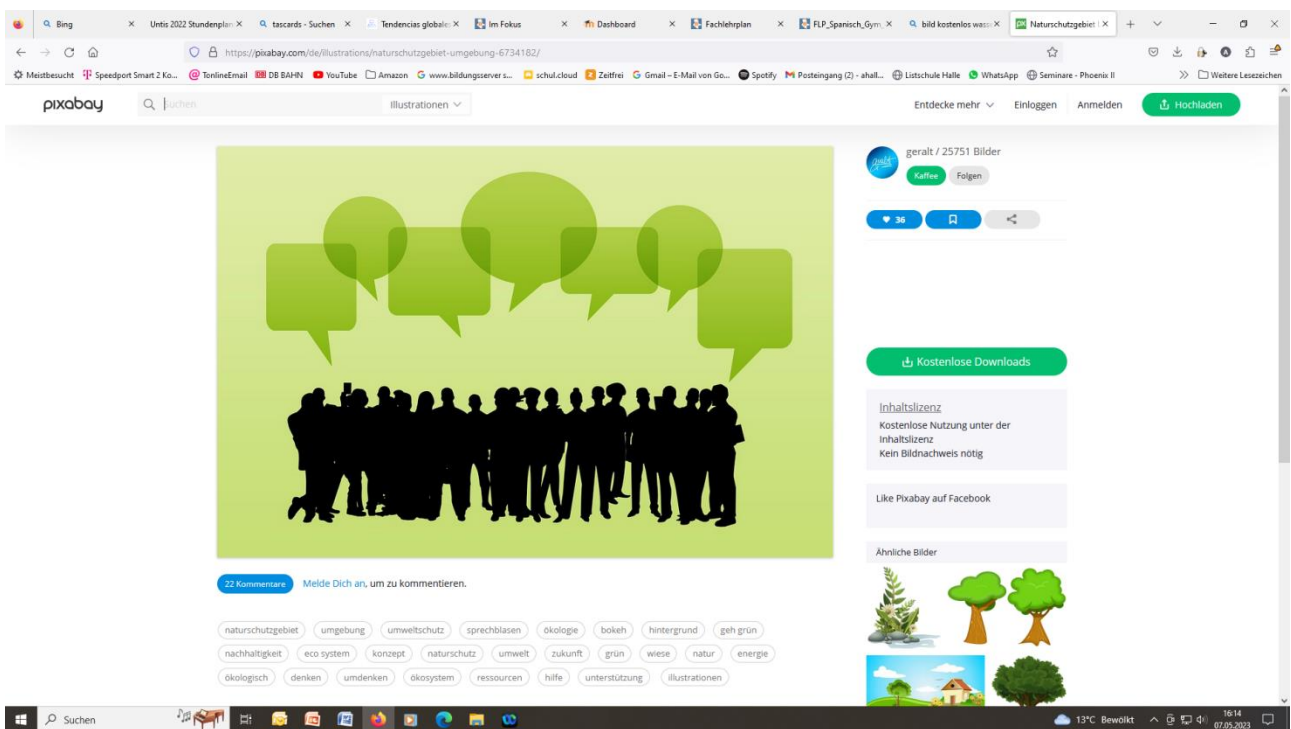 Bing
Untis 2022 Stundenplan
tascards - Suchen
Tendencias globales
Im Fokus
Dashboard
Fachlehrplan
FLP_Spanisch_Gym
bild kostenlos wass
Naturschutzgebiet
https://pixabay.com/de/illustrations/naturschutzgebiet-umgebung-6734182/
Meistbesucht Speedport Smart 2 Ko... TonlineEmail DB BAHN YouTube Amazon www.bildungsserver s... schul.cloud Zeitfrei Gmail – E-Mail von Go... Spotify Posteingang (2) - ahall... Listschule Halle WhatsApp Seminare - Phoenix II Weitere Lesezeichen
pixabay Suchen Illustrationen Entdecke mehr Einloggen Anmelden Hochladen
geralt / 25751 Bilder
Kaffee Folgen
36
Kostenlose Downloads
Inhaltslizenz
Kostenlose Nutzung unter der
Inhaltslizenz
Kein Bildnachweis nötig
Like Pixabay auf Facebook
Ähnliche Bilder
22 Kommentare Melde Dich an, um zu kommentieren.
naturschutzgebiet umgebung umweltschutz sprechblasen ökologie bokeh hintergrund geh grün
nachhaltigkeit eco system konzept naturschutz umwelt zukunft grün wiese natur energie
ökologisch denken umdenken ökosystem ressourcen hilfe unterstützung illustrationen
Suchen
13°C Bewölkt
16:14
07.05.2023